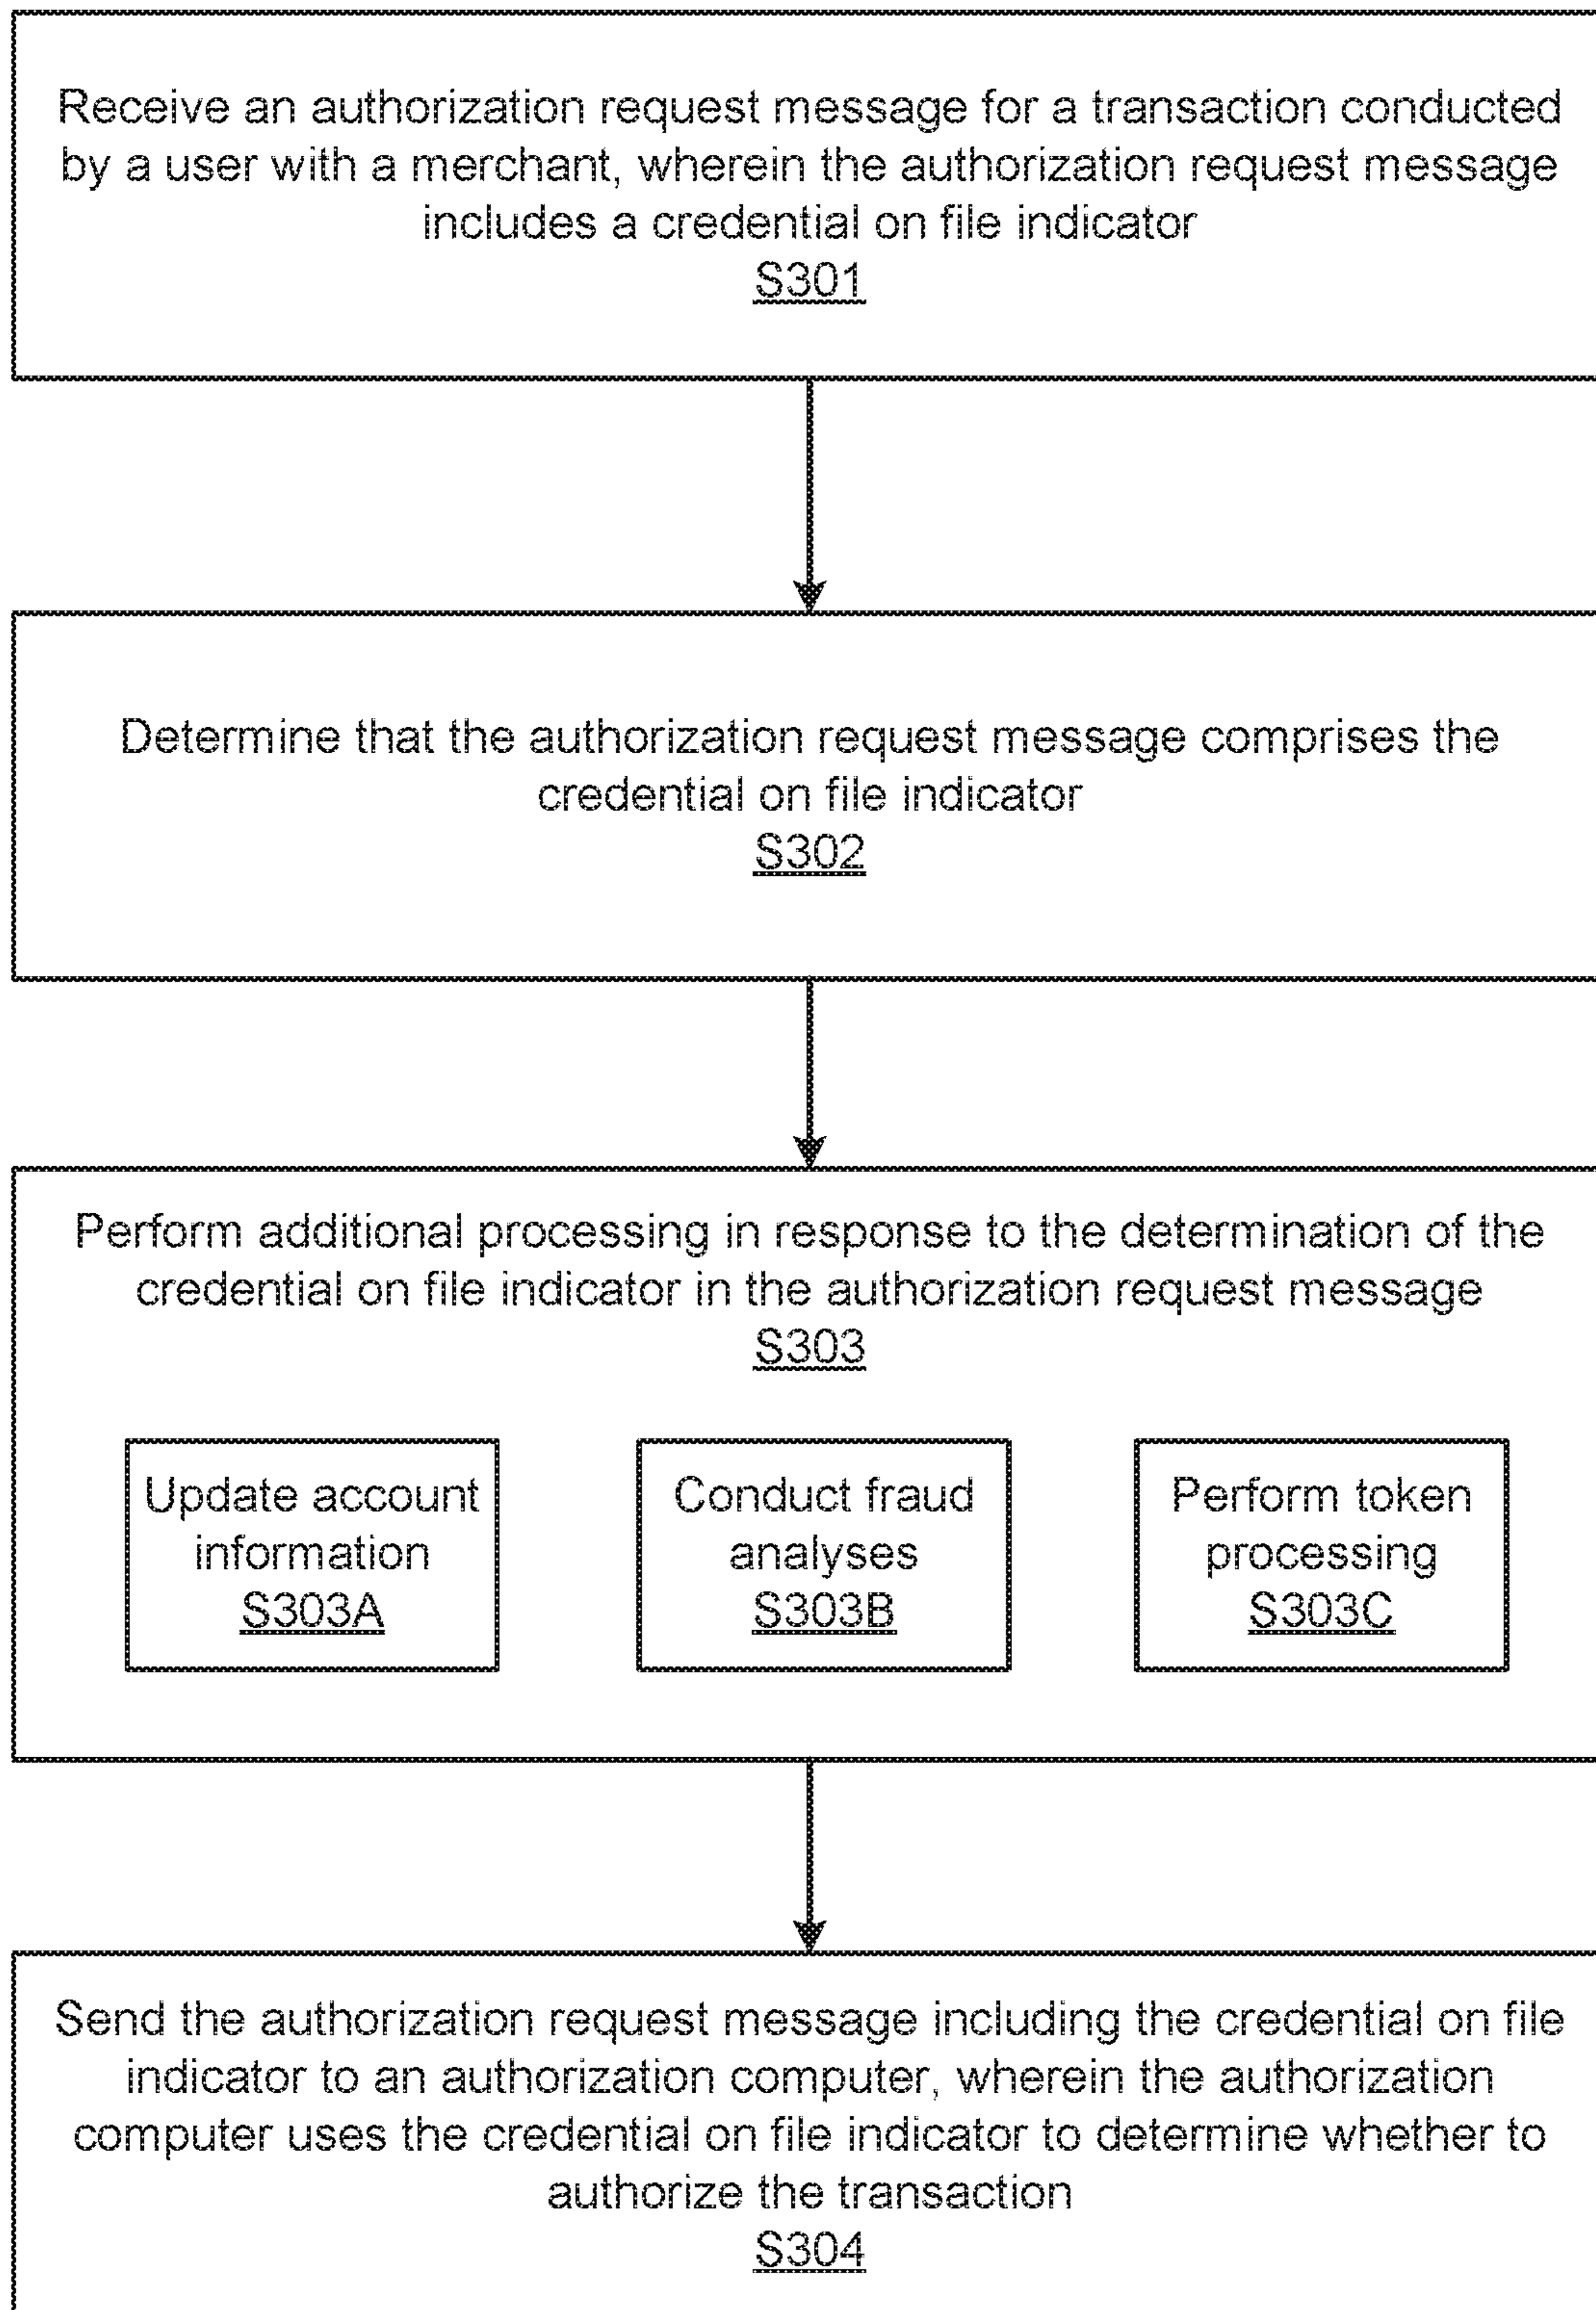 Receive an authorization request message for a transaction conducted
by a user with a merchant, wherein the authorization request message
includes a credential on file indicator
S301
Determine that the authorization request message comprises the
credential on file indicator
S302
Perform additional processing in response to the determination of the
credential on file indicator in the authorization request message
S303
Update account
information
S303A
Conduct fraud
analyses
S303B
Perform token
processing
S303C
Send the authorization request message including the credential on file
indicator to an authorization computer, wherein the authorization
computer uses the credential on file indicator to determine whether to
authorize the transaction
S304